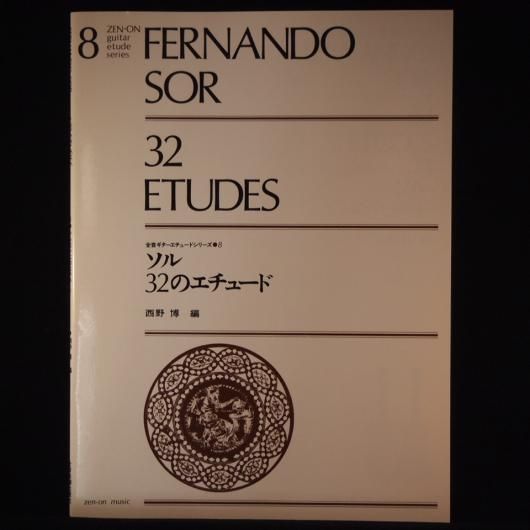 8
ZEN-ON
guitar
etude
series
FERNANDO
SOR
32
ETUDES
全音ギターエチュードシリーズ●8
ソル
32のエチュード
西野 博 編
zen-on music